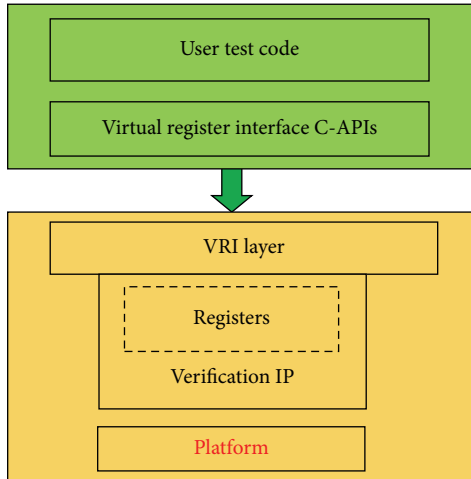 User test code
Virtual register interface C-APIs
VRI layer
Registers
Verification IP
Platform